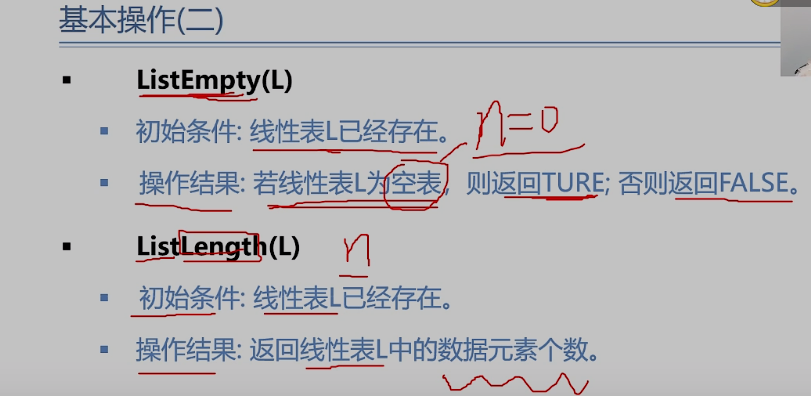 基本操作(二)
ListEmpty(L)
初始条件: 线性表L已经存在。
n=0
操作结果: 若线性表L为空表，则返回TURE; 否则返回FALSE。
ListLength(L)
n
初始条件: 线性表L已经存在。
操作结果: 返回线性表L中的数据元素个数。